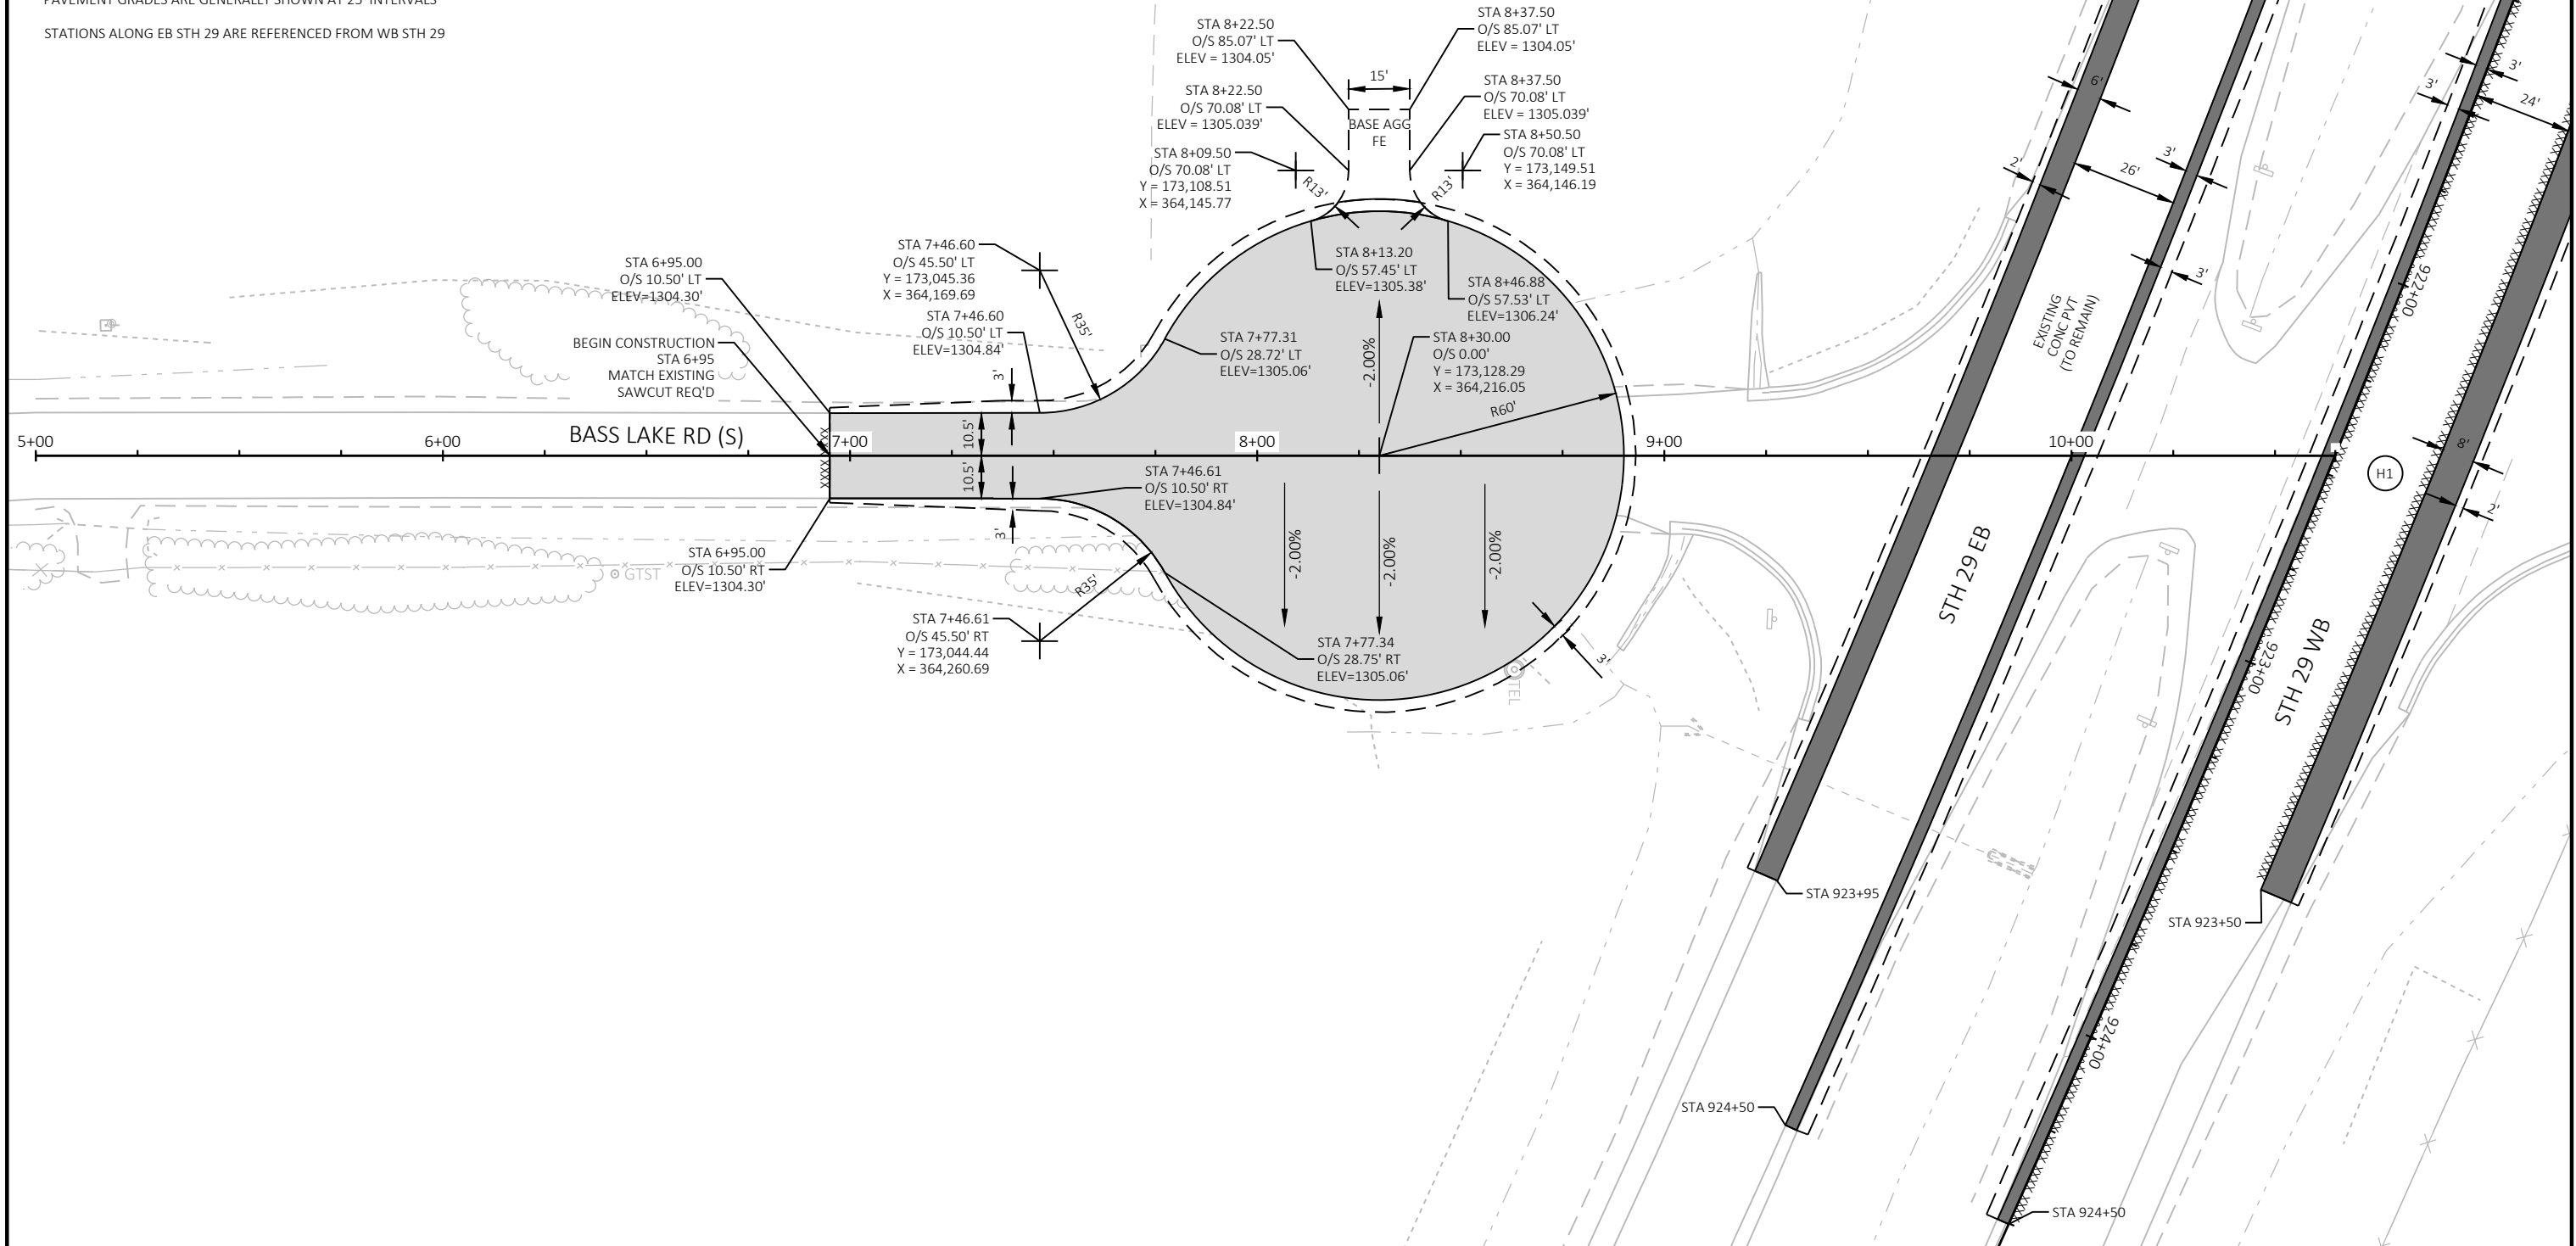 PAVEMENT GRADES ARE GENERALLY SHOWN AT 25' INTERVALS
STATIONS ALONG EB STH 29 ARE REFERENCED FROM WB STH 29
STA 8+22.50
O/S 85.07' LT
ELEV = 1304.05'
STA 8+37.50
O/S 85.07' LT
ELEV = 1304.05'
15'
STA 8+22.50
O/S 70.08' LT
ELEV = 1305.039'
STA 8+37.50
O/S 70.08' LT
ELEV = 1305.039'
BASE AGG
FE
STA 8+09.50
O/S 70.08' LT
Y = 173,108.51
X = 364,145.77
STA 8+50.50
O/S 70.08' LT
Y = 173,149.51
X = 364,146.19
R13'
R13'
STA 7+46.60
O/S 45.50' LT
Y = 173,045.36
X = 364,169.69
R35'
STA 6+95.00
O/S 10.50' LT
ELEV=1304.30'
STA 7+46.60
O/S 10.50' LT
ELEV=1304.84'
BEGIN CONSTRUCTION
STA 6+95
MATCH EXISTING
SAWCUT REQ'D
STA 8+13.20
O/S 57.45' LT
ELEV=1305.38'
STA 8+46.88
O/S 57.53' LT
ELEV=1306.24'
STA 7+77.31
O/S 28.72' LT
ELEV=1305.06'
-2.00%
STA 8+30.00
O/S 0.00'
Y = 173,128.29
X = 364,216.05
R60'
3'
10.5'
10.5'
3'
5+00
6+00
BASS LAKE RD (S)
7+00
8+00
9+00
10+00
STA 7+46.61
O/S 10.50' RT
ELEV=1304.84'
STA 6+95.00
O/S 10.50' RT
ELEV=1304.30'
GTST
R35'
STA 7+46.61
O/S 45.50' RT
Y = 173,044.44
X = 364,260.69
-2.00%
-2.00%
-2.00%
STA 7+77.34
O/S 28.75' RT
ELEV=1305.06'
3'
TEL
6'
2'
26'
3'
3'
3'
3'
24'
EXISTING
CONC PVT
(TO REMAIN)
922+00
8'
H1
2'
STH 29 EB
923+00
STH 29 WB
STA 923+95
STA 923+50
924+00
STA 924+50
STA 924+50